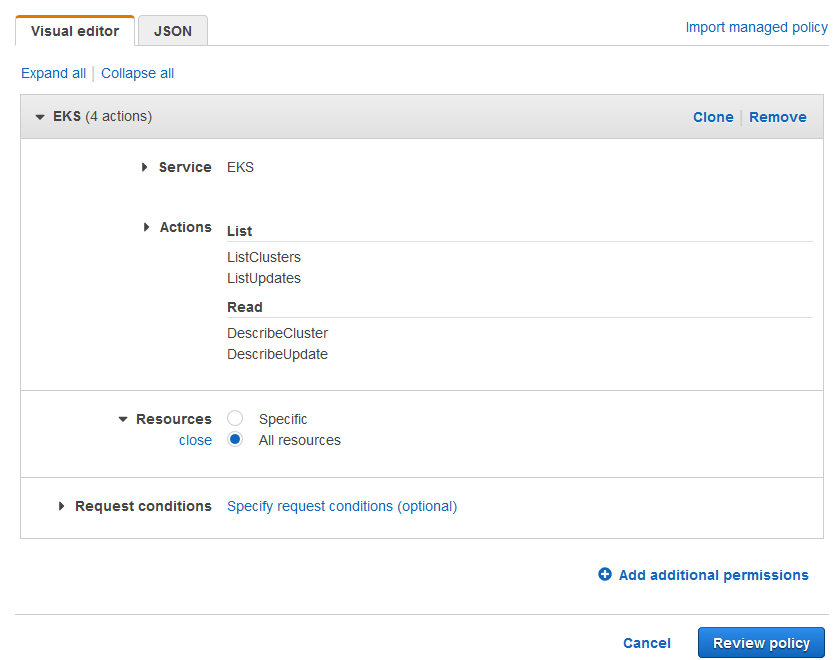 Visual editor
JSON
Import managed policy
Expand all | Collapse all
EKS (4 actions)
Clone | Remove
Service EKS
Actions List
ListClusters
ListUpdates
Read
DescribeCluster
DescribeUpdate
Resources Specific
close All resources
Request conditions Specify request conditions (optional)
Add additional permissions
Cancel Review policy